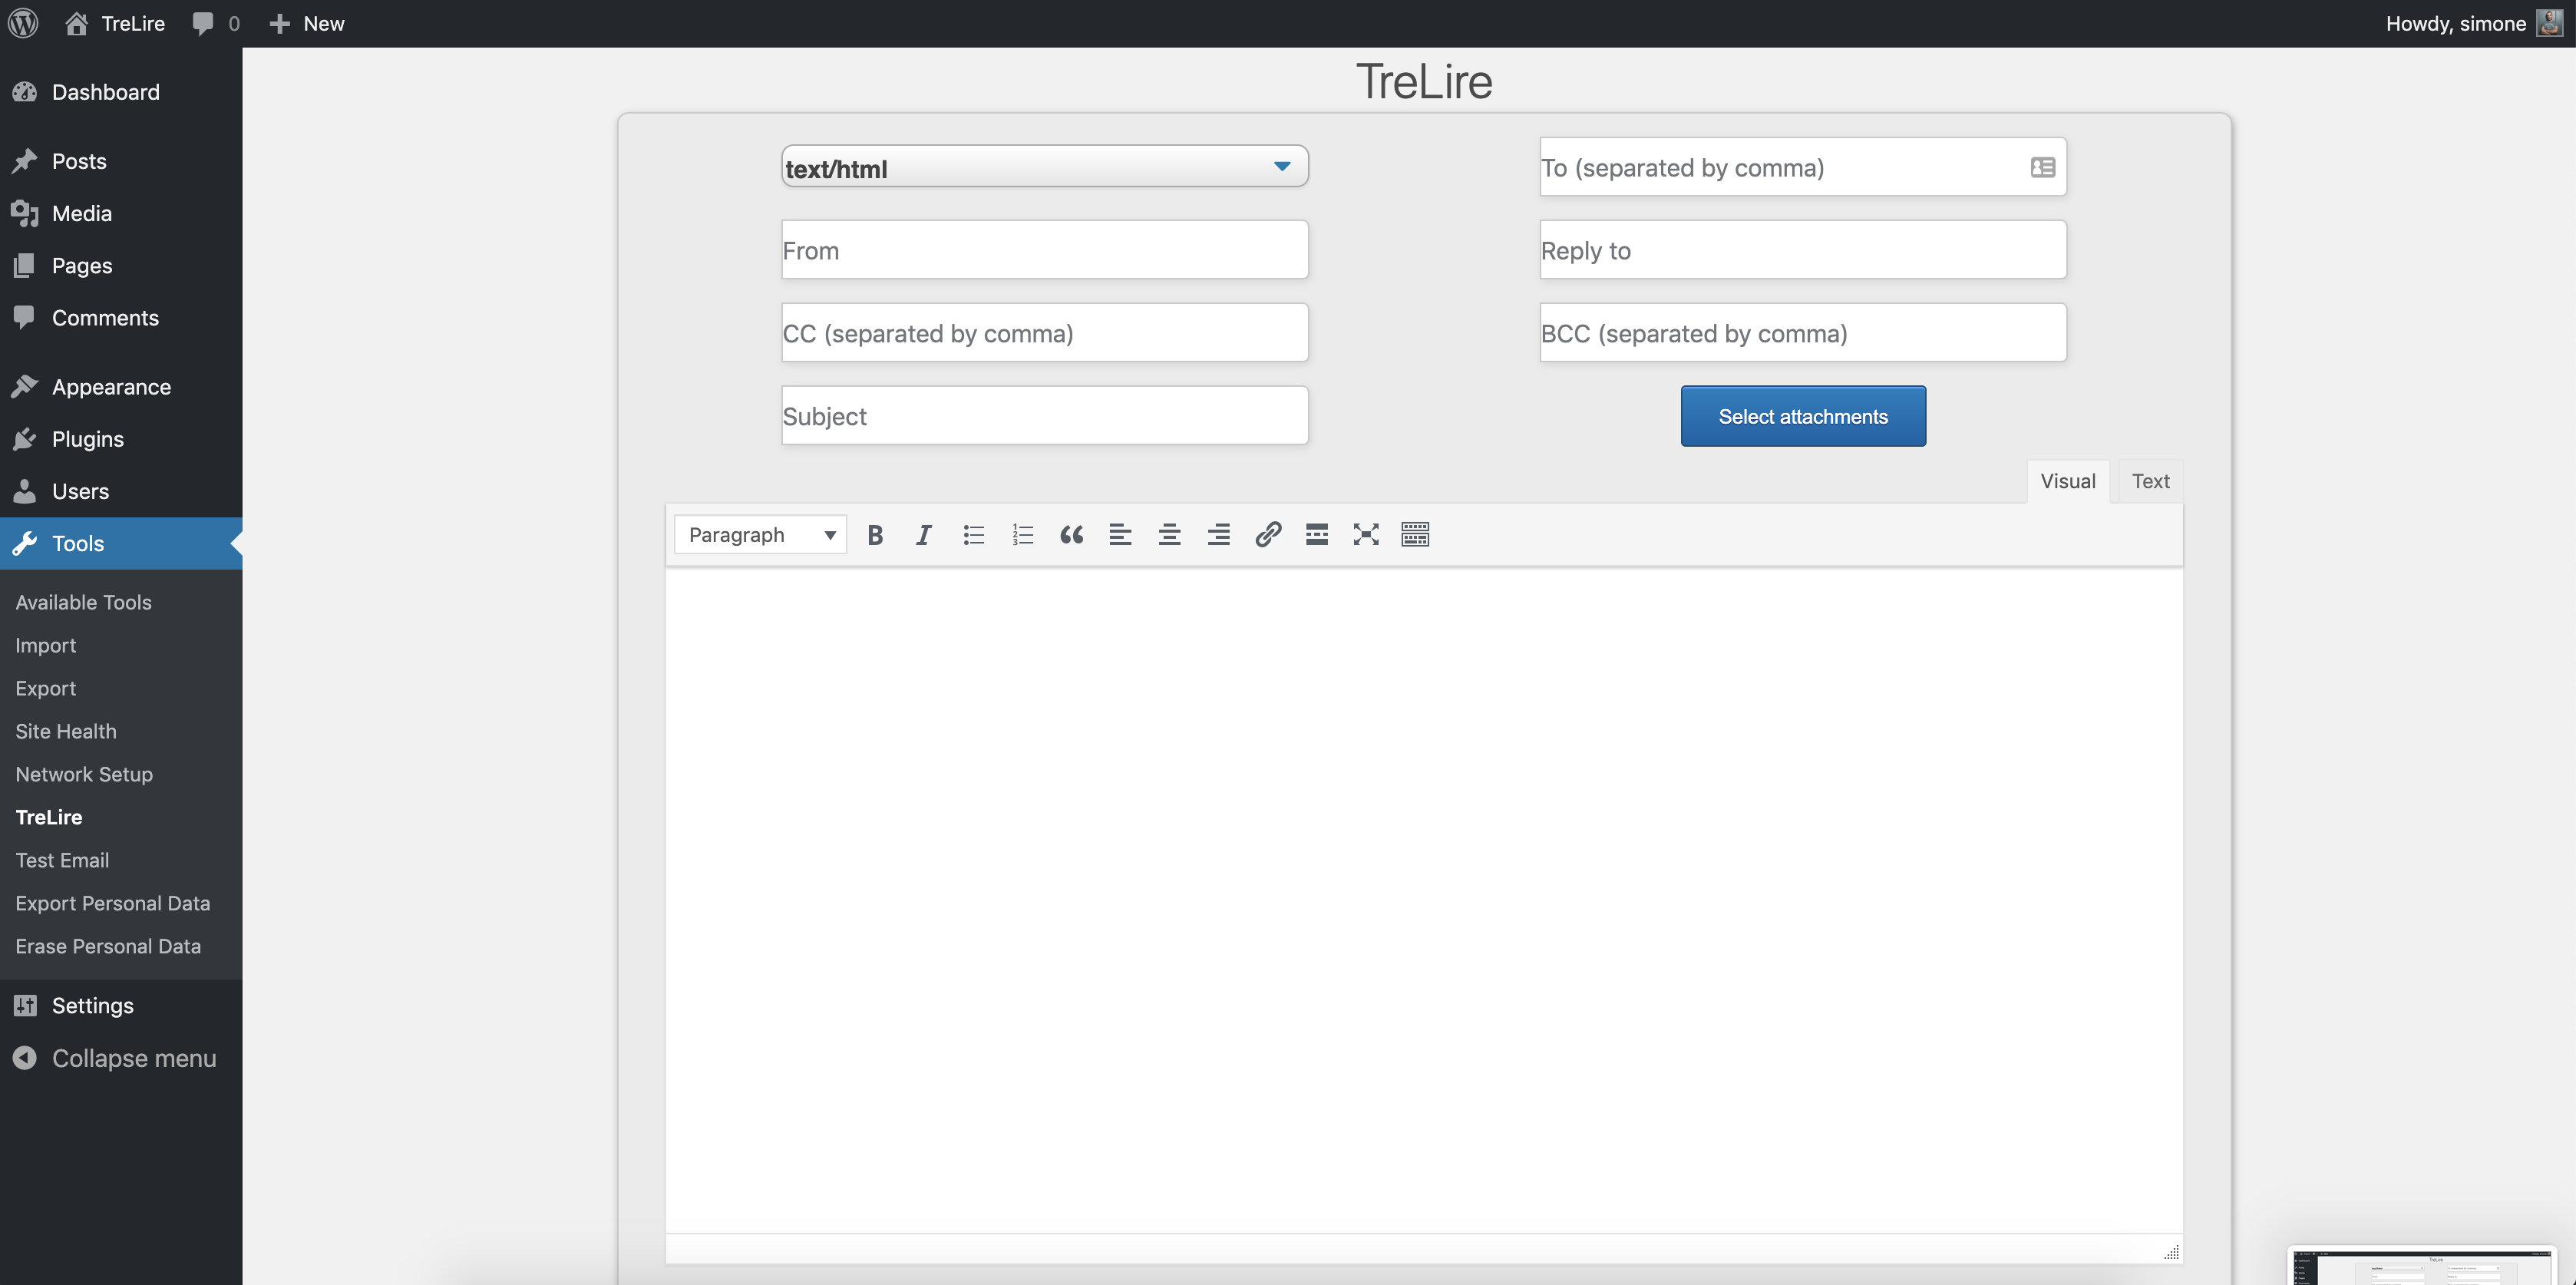 TreLire 0 New Howdy, simone
Dashboard
Posts
Media
Pages
Comments
Appearance
Plugins
Users
Tools
Available Tools
Import
Export
Site Health
Network Setup
TreLire
Test Email
Export Personal Data
Erase Personal Data
Settings
Collapse menu
TreLire
text/html To (separated by comma)
From Reply to
CC (separated by comma) BCC (separated by comma)
Subject Select attachments
Visual Text
Paragraph B I